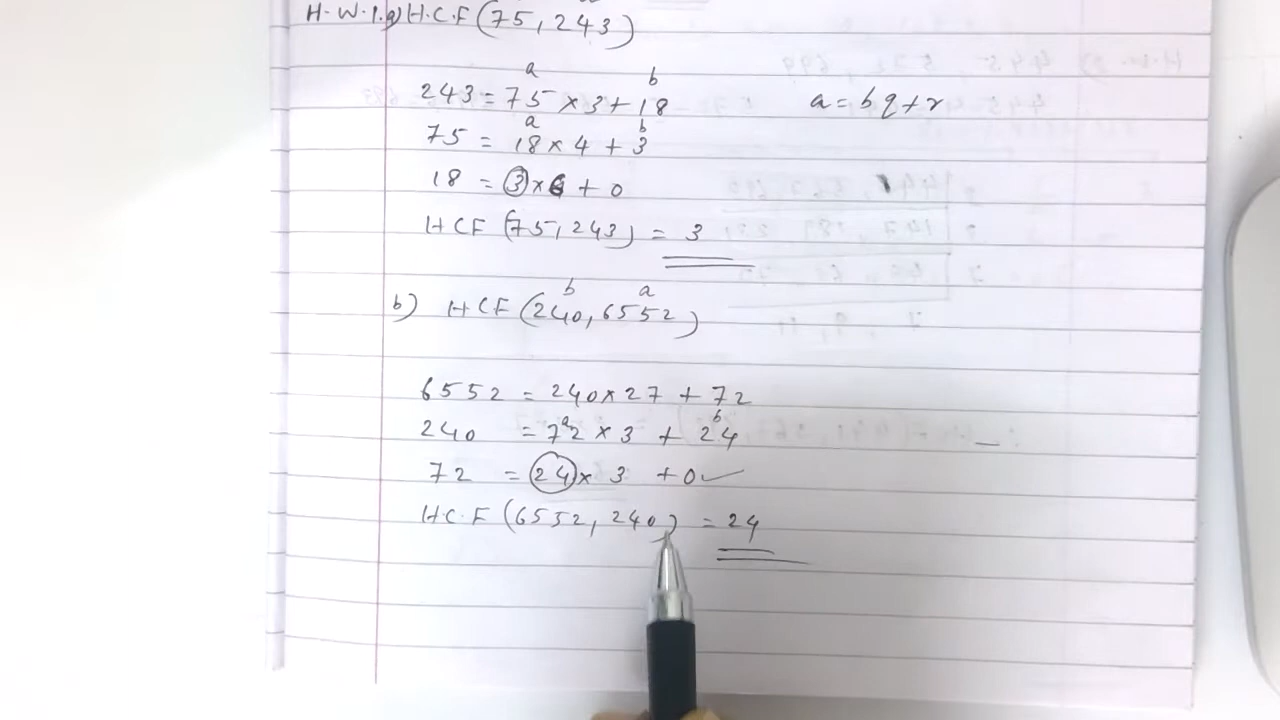 H.W.1.a) H.C.F (75, 243)
a b
243 = 75 × 3 + 18 a = bq + r
a b
75 = 18 × 4 + 3
18 = 3 × 6 + 0
HCF (75, 243) = 3
b a
b) HCF (240, 6552)
6552 = 240 × 27 + 72
a b
240 = 72 × 3 + 24
72 = 24 × 3 + 0
H.C.F (6552, 240) = 24